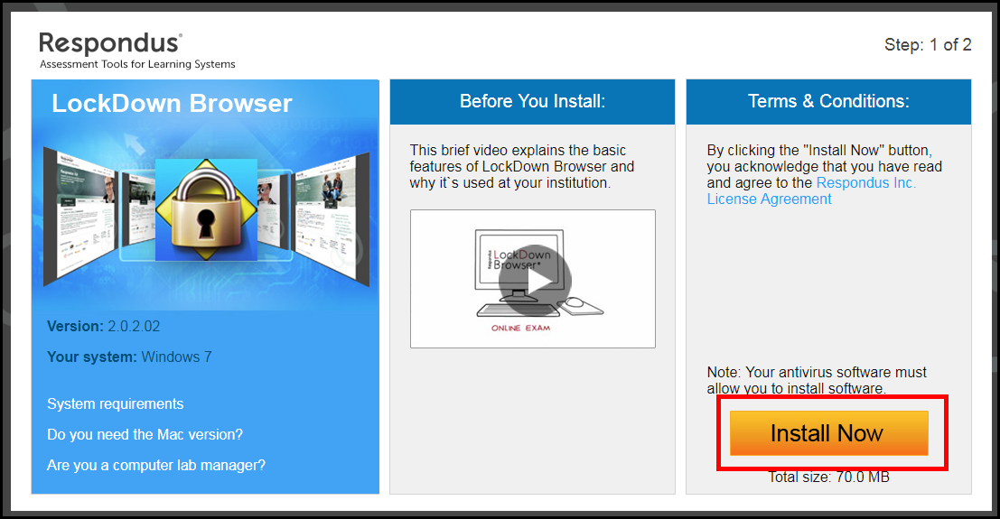 Respondus®
Assessment Tools for Learning Systems
Step: 1 of 2
LockDown Browser
Version: 2.0.2.02
Your system: Windows 7
System requirements
Do you need the Mac version?
Are you a computer lab manager?
Before You Install:
This brief video explains the basic
features of LockDown Browser and
why it`s used at your institution.
Respondus
LockDown
Browser
ONLINE EXAM
Terms & Conditions:
By clicking the "Install Now" button,
you acknowledge that you have read
and agree to the Respondus Inc.
License Agreement
Note: Your antivirus software must
allow you to install software.
Install Now
Total size: 70.0 MB